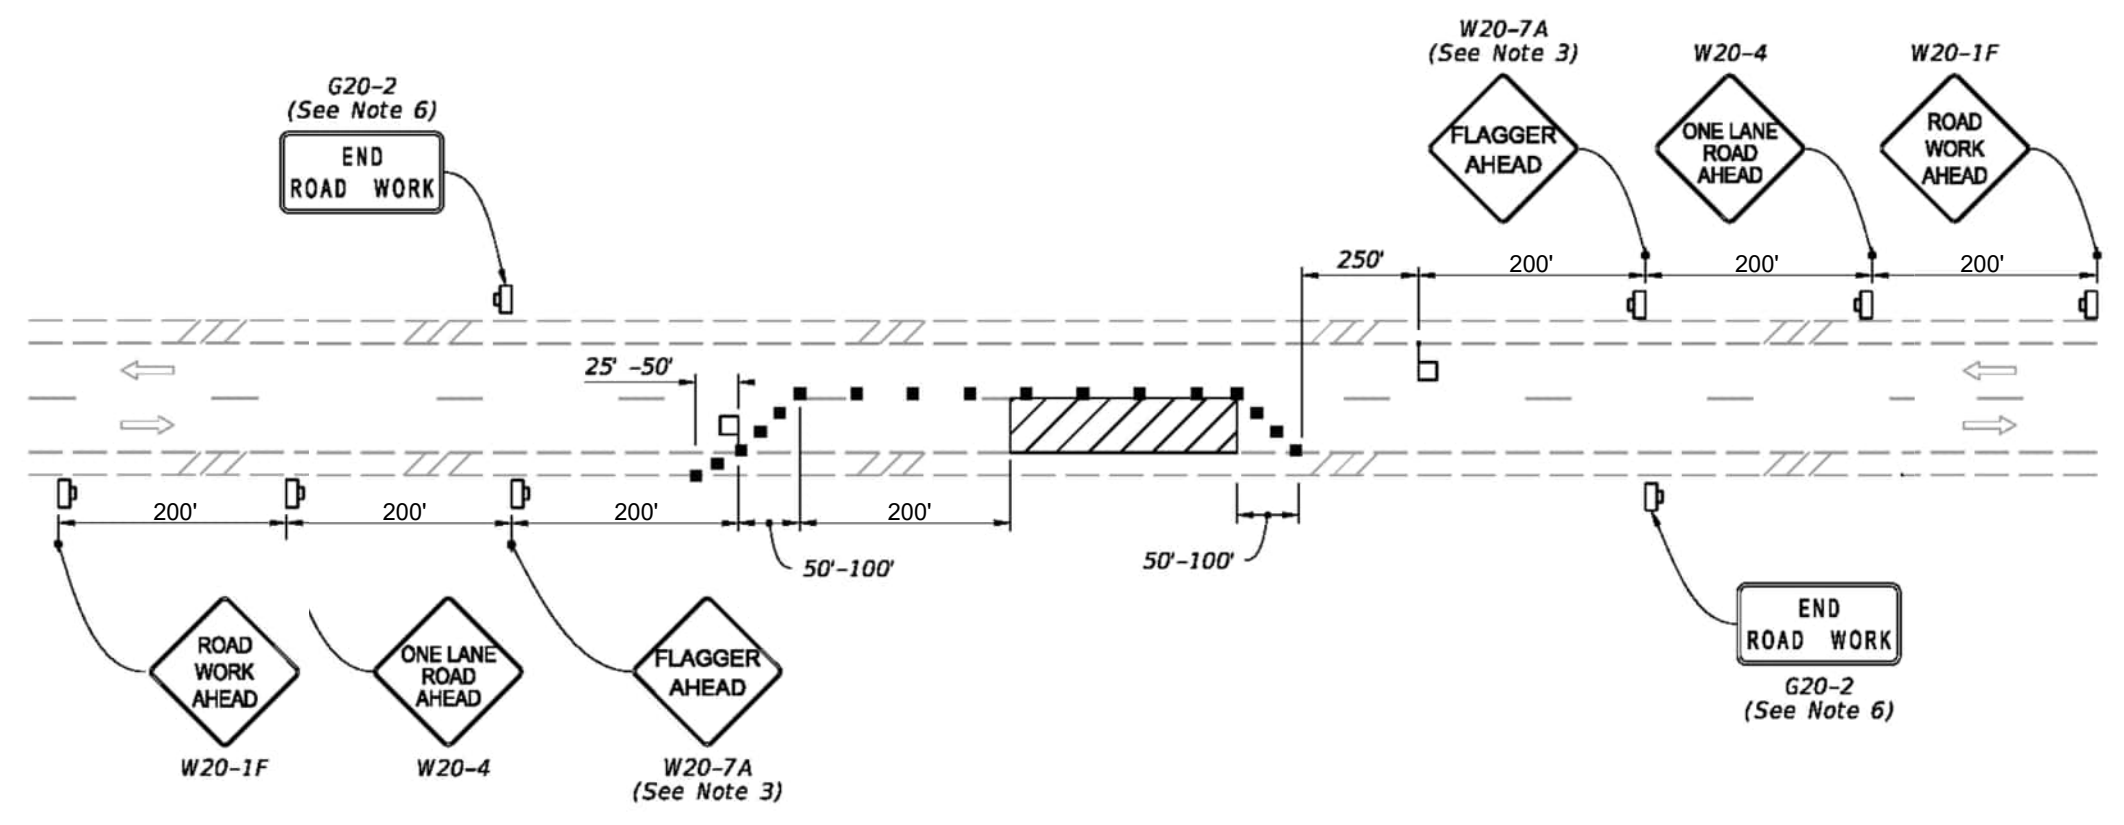 W20-7A
(See Note 3)
W20-4
W20-1F
G20-2
(See Note 6)
END
ROAD WORK
FLAGGER
AHEAD
ONE LANE
ROAD
AHEAD
ROAD
WORK
AHEAD
250'
200'
200'
200'
25' -50'
200'
200'
200'
200'
50'-100'
50'-100'
ROAD
WORK
AHEAD
W20-1F
ONE LANE
ROAD
AHEAD
W20-4
FLAGGER
AHEAD
W20-7A
(See Note 3)
END
ROAD WORK
G20-2
(See Note 6)